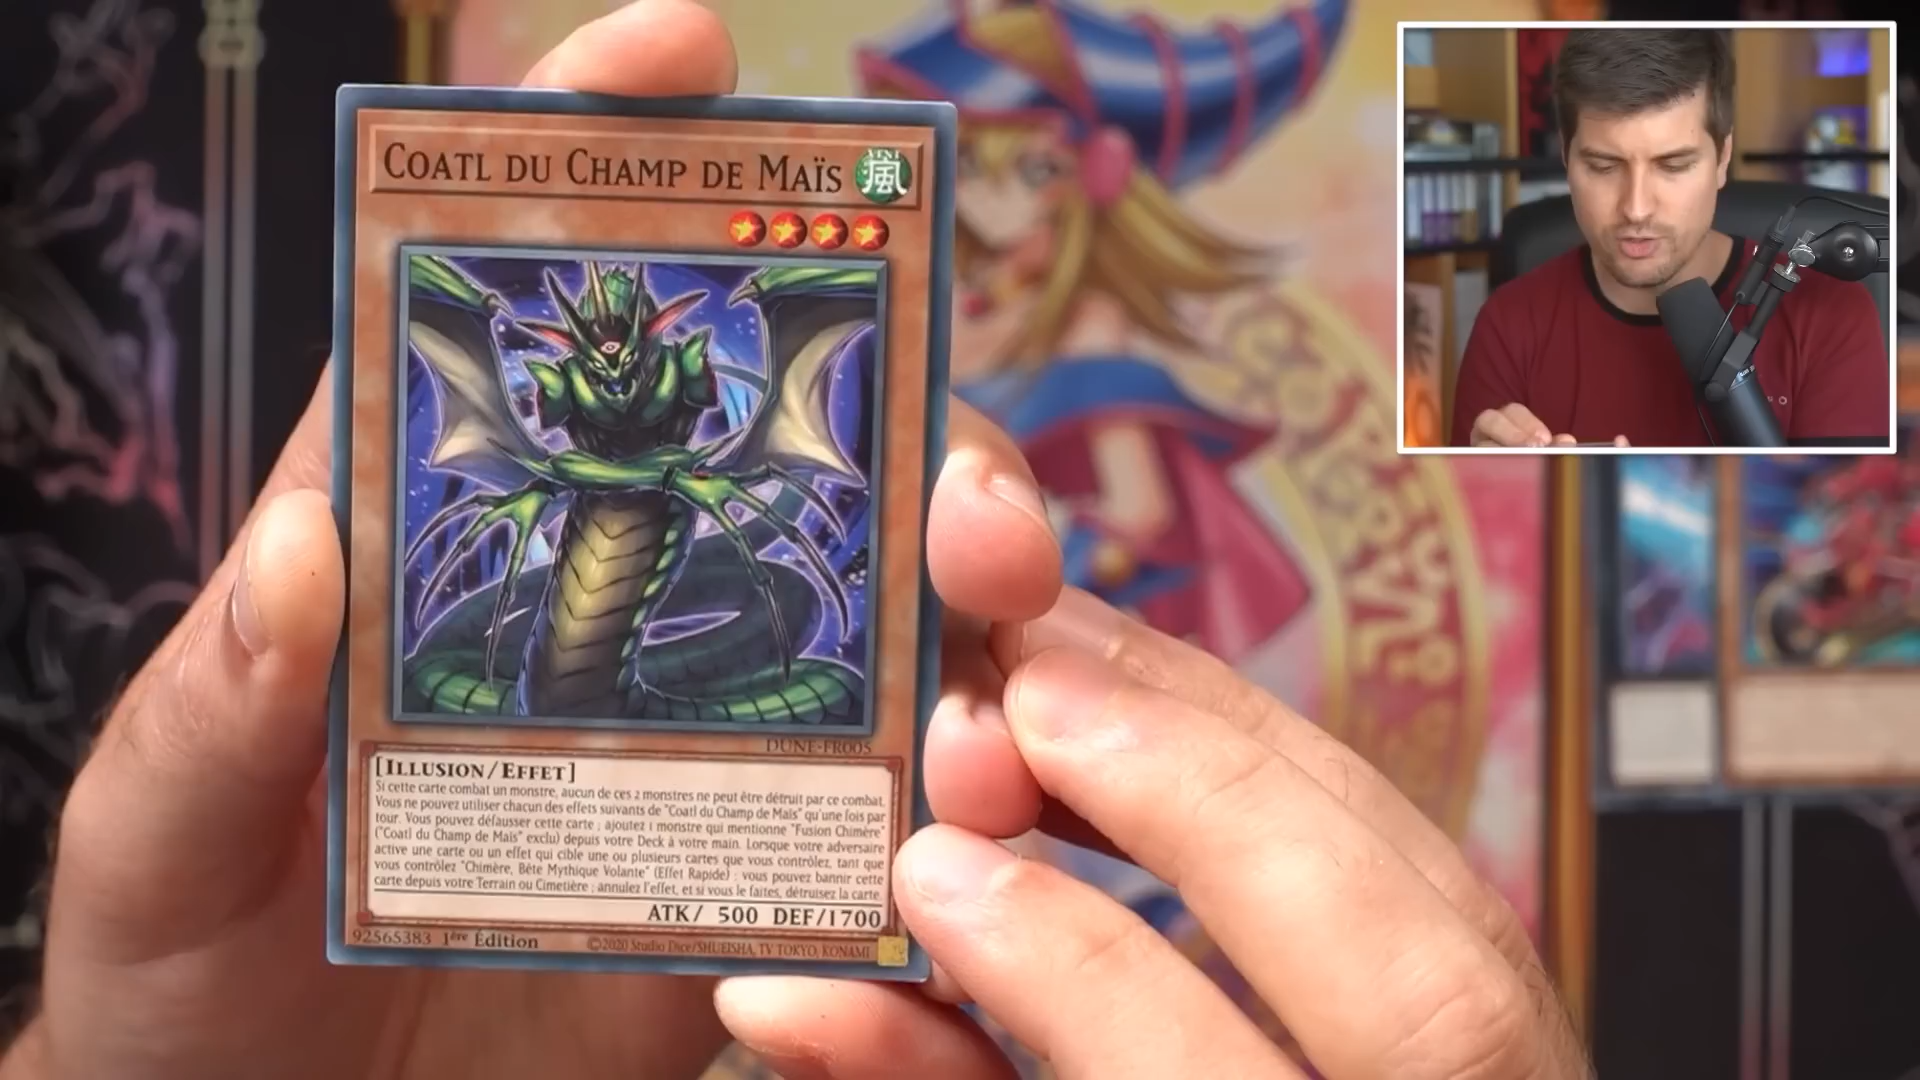 Coatl du Champ de Maïs
風
DUNE-FR005
[Illusion/Effet]
Si cette carte combat un monstre, aucun de ces 2 monstres ne peut être détruit par ce combat.
Vous ne pouvez utiliser chacun des effets suivants de "Coatl du Champ de Maïs" qu'une fois par
tour. Vous pouvez défausser cette carte ; ajoutez 1 monstre qui mentionne "Fusion Chimère"
("Coatl du Champ de Maïs" exclu) depuis votre Deck à votre main. Lorsque votre adversaire
active une carte ou un effet qui cible une ou plusieurs cartes que vous contrôlez, tant que
vous contrôlez "Chimère, Bête Mythique Volante" (Effet Rapide) : vous pouvez bannir cette
carte depuis votre Terrain ou Cimetière ; annulez l'effet, et si vous le faites, détruisez la carte.
ATK/ 500 DEF/1700
92565383 1ère Édition ©2020 Studio Dice/SHUEISHA, TV TOKYO, KONAMI